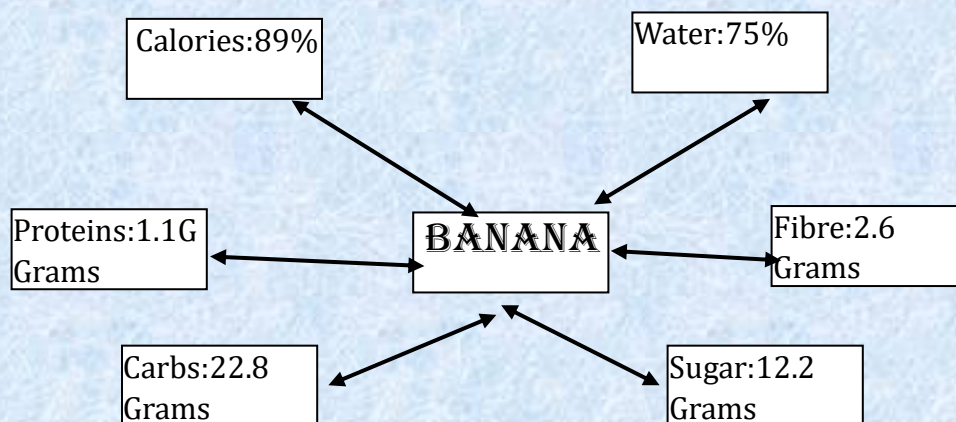 Calories:89%
Water:75%
Proteins:1.1G
Grams
BANANA
Fibre:2.6
Grams
Carbs:22.8
Grams
Sugar:12.2
Grams